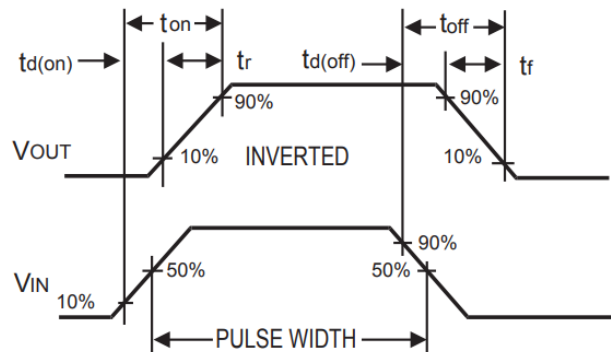 ton toff
td(on) tr td(off) tf
90% 90%
VOUT 10% INVERTED 10%
90%
50% 50%
VIN 10%
PULSE WIDTH